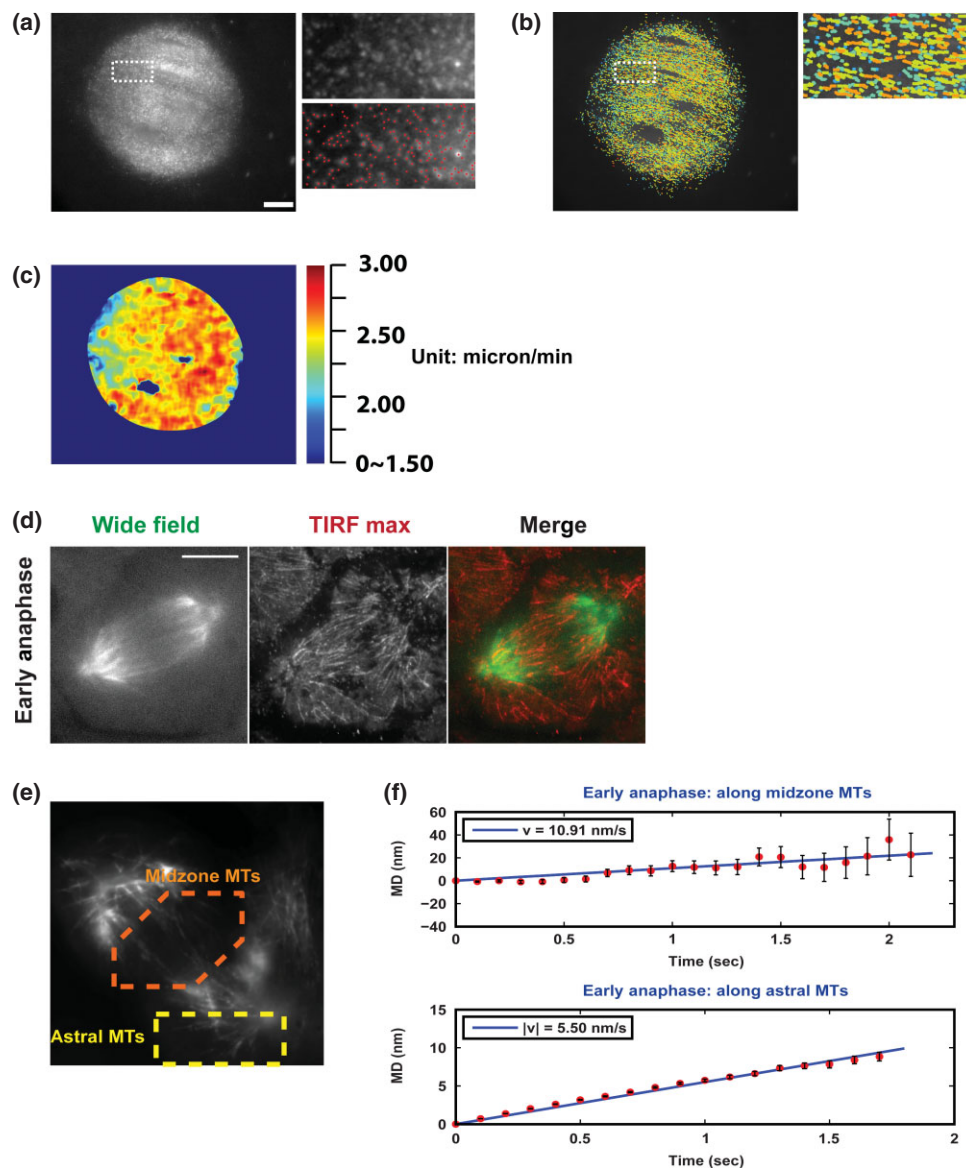 (a)
(b)
(c)
3.00
2.50
2.00
0~1.50
Unit: micron/min
(d)
Wide field
TIRF max
Merge
Early anaphase
(e)
Midzone MTs
Astral MTs
(f)
Early anaphase: along midzone MTs
v = 10.91 nm/s
MD (nm)
60
40
20
0
−20
−40
0
0.5
1
1.5
2
Time (sec)
Early anaphase: along astral MTs
|v| = 5.50 nm/s
MD (nm)
15
10
5
0
0
0.5
1
1.5
2
Time (sec)